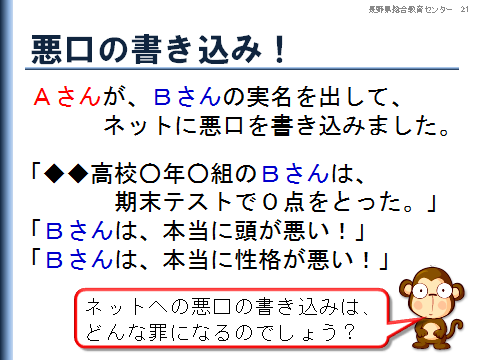 長野県総合教育センター 21
悪口の書き込み！
Ａさんが、Ｂさんの実名を出して、
ネットに悪口を書き込みました。
「◆◆高校〇年〇組のＢさんは、
期末テストで０点をとった。」
「Ｂさんは、本当に頭が悪い！」
「Ｂさんは、本当に性格が悪い！」
ネットへの悪口の書き込みは、
どんな罪になるのでしょう？